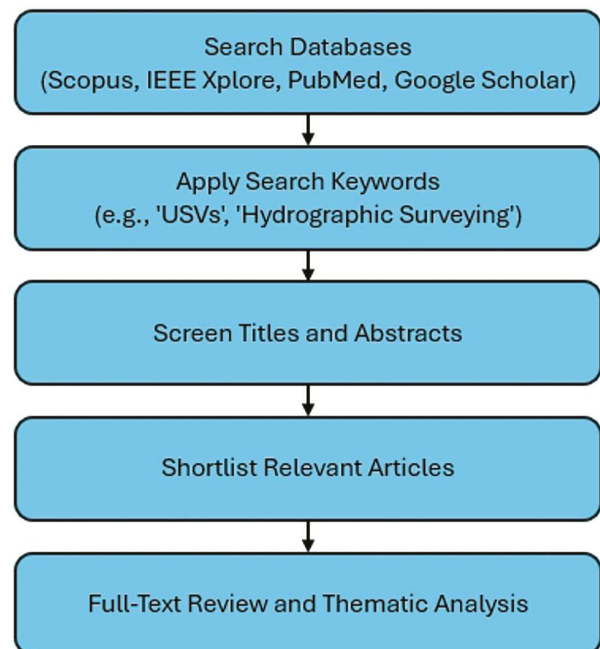 Search Databases
(Scopus, IEEE Xplore, PubMed, Google Scholar)
Apply Search Keywords
(e.g., 'USVs', 'Hydrographic Surveying')
Screen Titles and Abstracts
Shortlist Relevant Articles
Full-Text Review and Thematic Analysis